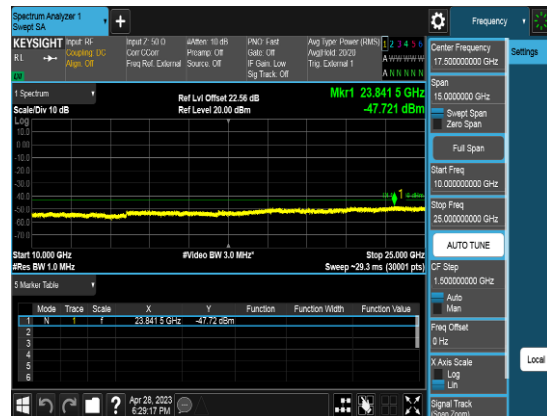 Spectrum Analyzer 1
Swept SA
+
Frequency
KEYSIGHT
Input: RF
Coupling: DC
Align: Off
Input Z: 50 Ω
Corr CCorr
Freq Ref: External
#Atten: 10 dB
Preamp: Off
Source: Off
PNO: Fast
Gate: Off
IF Gain: Low
Sig Track: Off
Avg Type: Power (RMS)
Avg|Hold: 20/20
Trig: External 1
1 2 3 4 5 6
A W W W W W
A N N N N N
RL
LXI
1 Spectrum
Scale/Div 10 dB
Ref Lvl Offset 22.56 dB
Ref Level 20.00 dBm
Mkr1 23.841 5 GHz
-47.721 dBm
Log
10.0
0.00
-10.0
-20.0
-30.0
-40.0
-50.0
-60.0
-70.0
1
Start 10.000 GHz
#Res BW 1.0 MHz
#Video BW 3.0 MHz*
Stop 25.000 GHz
Sweep ~29.3 ms (30001 pts)
5 Marker Table
Mode Trace Scale X Y Function Function Width Function Value
1 N 1 f 23.841 5 GHz -47.72 dBm
2
3
4
5
6
?
Apr 28, 2023
6:29:17 PM
Center Frequency
17.500000000 GHz
Settings
Span
15.0000000 GHz
Swept Span
Zero Span
Full Span
Start Freq
10.000000000 GHz
Stop Freq
25.000000000 GHz
AUTO TUNE
CF Step
1.500000000 GHz
Auto
Man
Freq Offset
0 Hz
X Axis Scale
Log
Lin
Local
Signal Track
(Span Zoom)